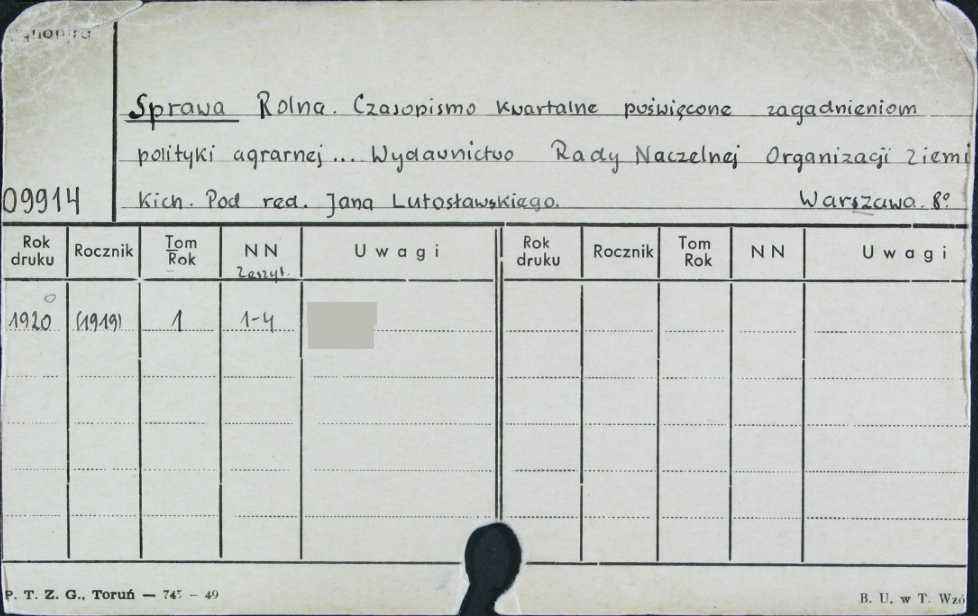 Sprawa Rolna. Czasopismo kwartalne poświęcone zagadnieniom
polityki agrarnej ... Wydawnictwo Rady Naczelnej Organizacji Ziemi
09914 kich. Pod red. Jana Lutosławskiego. Warszawa. 8°
Rok druku Rocznik Tom Rok NN Zeszyt. Uwagi Rok druku Rocznik Tom Rok NN Uwagi
1920 (1919) 1 1-4
P. T. Z. G., Toruń — 745 — 49 B. U. w T. Wzó